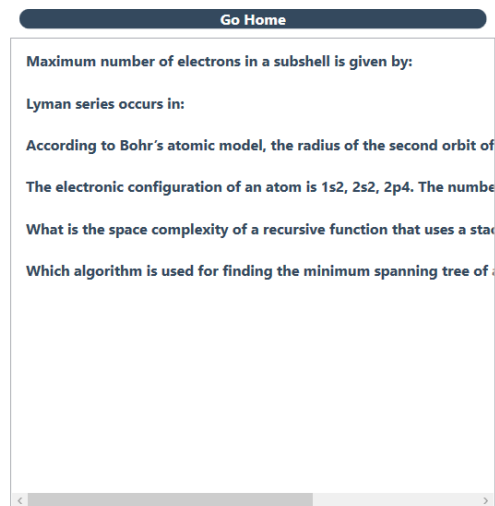 Go Home
Maximum number of electrons in a subshell is given by:
Lyman series occurs in:
According to Bohr’s atomic model, the radius of the second orbit of
The electronic configuration of an atom is 1s2, 2s2, 2p4. The numbe
What is the space complexity of a recursive function that uses a sta
Which algorithm is used for finding the minimum spanning tree of